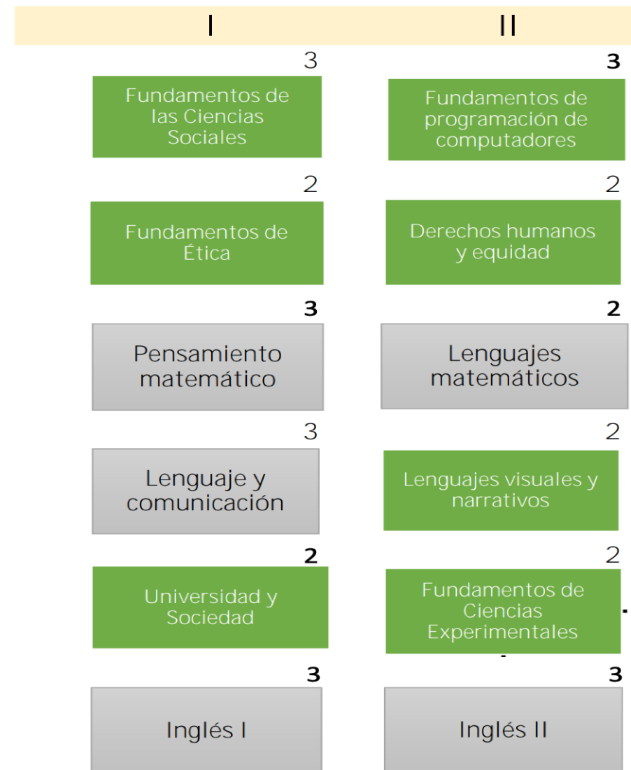 I
3
Fundamentos de
las Ciencias
Sociales
2
Fundamentos de
Ética
3
Pensamiento
matemático
3
Lenguaje y
comunicación
2
Universidad y
Sociedad
3
Inglés I
II
3
Fundamentos de
programación de
computadores
2
Derechos humanos
y equidad
2
Lenguajes
matemáticos
2
Lenguajes visuales y
narrativos
2
Fundamentos de
Ciencias
Experimentales
3
Inglés II